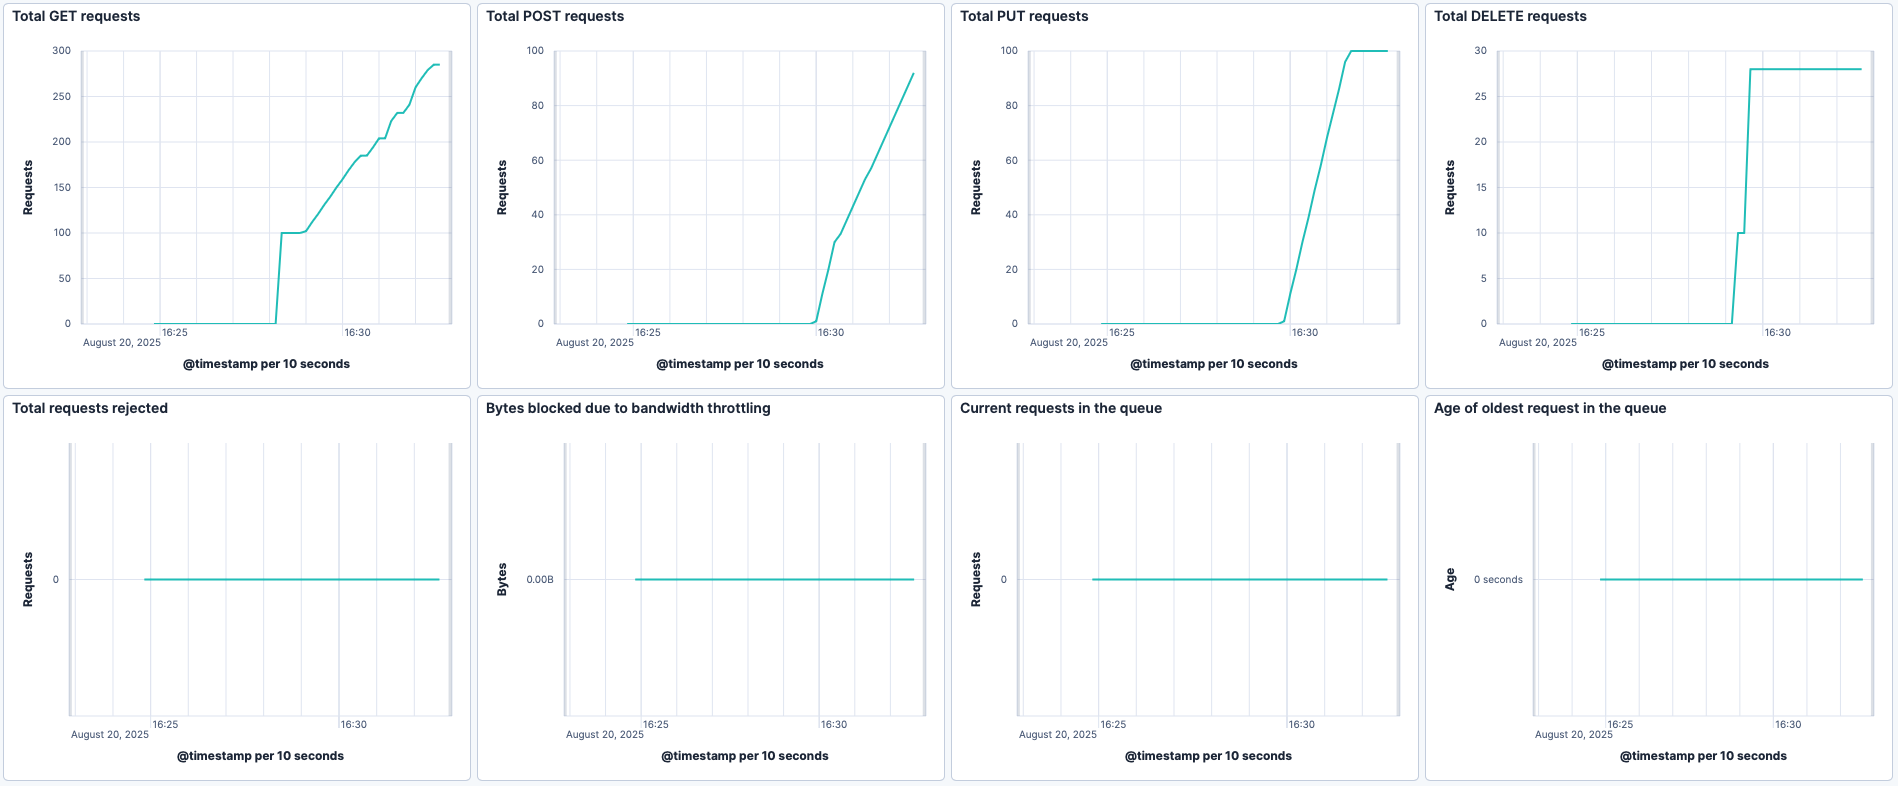 Total GET requests
300
250
200
150
100
50
0
Requests
16:25
16:30
August 20, 2025
@timestamp per 10 seconds
Total POST requests
100
80
60
40
20
0
Requests
16:25
16:30
August 20, 2025
@timestamp per 10 seconds
Total PUT requests
100
80
60
40
20
0
Requests
16:25
16:30
August 20, 2025
@timestamp per 10 seconds
Total DELETE requests
30
25
20
15
10
5
0
Requests
16:25
16:30
August 20, 2025
@timestamp per 10 seconds
Total requests rejected
0
Requests
16:25
16:30
August 20, 2025
@timestamp per 10 seconds
Bytes blocked due to bandwidth throttling
0.00B
Bytes
16:25
16:30
August 20, 2025
@timestamp per 10 seconds
Current requests in the queue
0
Requests
16:25
16:30
August 20, 2025
@timestamp per 10 seconds
Age of oldest request in the queue
0 seconds
Age
16:25
16:30
August 20, 2025
@timestamp per 10 seconds